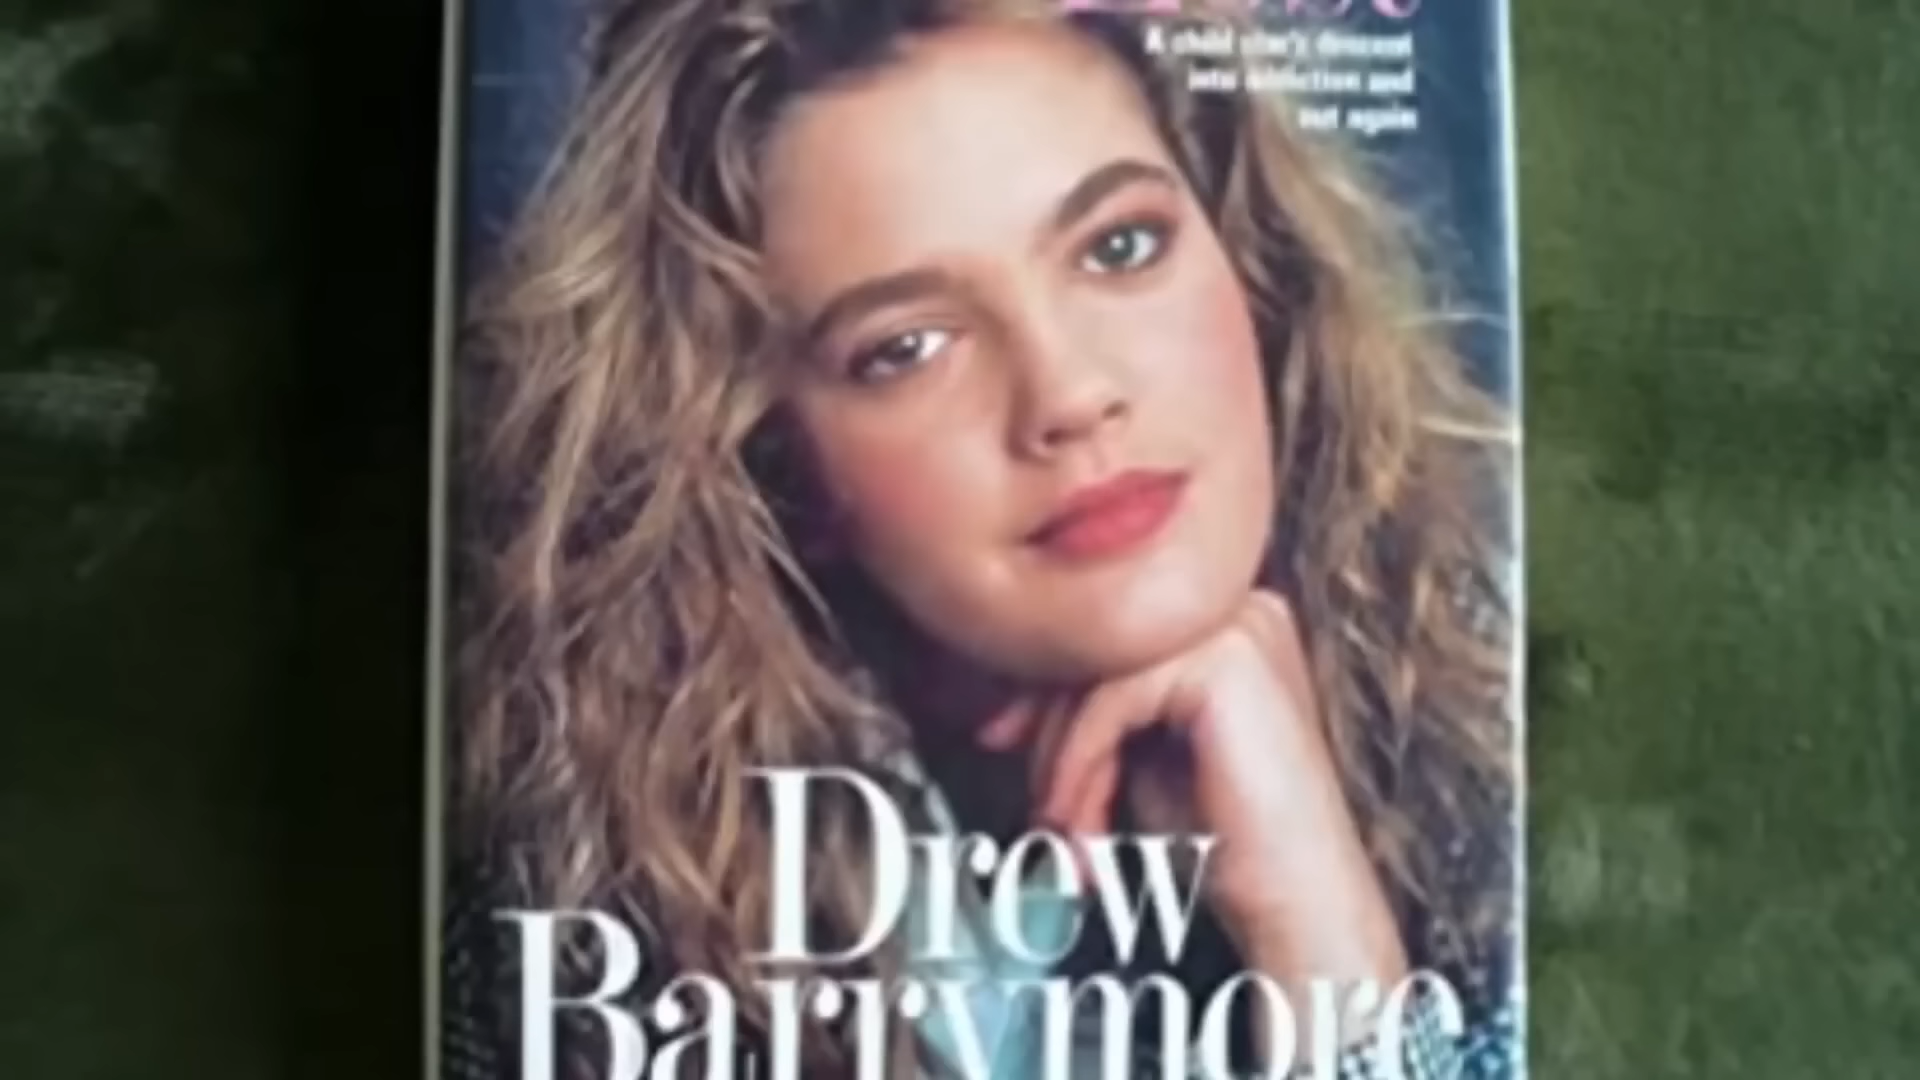 A child star's descent
into addiction and
out again
Drew
Barrymore